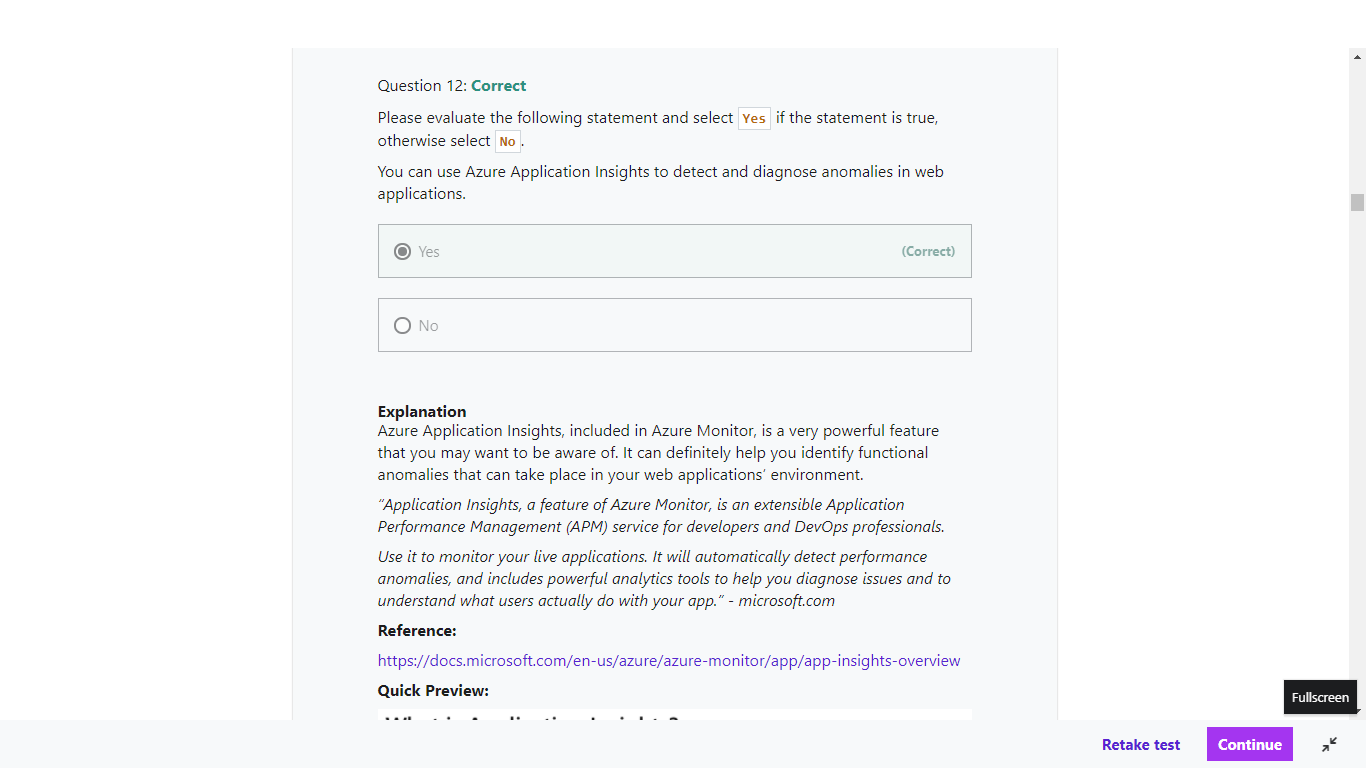 Question 12: Correct
Please evaluate the following statement and select Yes if the statement is true,
otherwise select No.
You can use Azure Application Insights to detect and diagnose anomalies in web
applications.
Yes (Correct)
No
Explanation
Azure Application Insights, included in Azure Monitor, is a very powerful feature
that you may want to be aware of. It can definitely help you identify functional
anomalies that can take place in your web applications’ environment.
“Application Insights, a feature of Azure Monitor, is an extensible Application
Performance Management (APM) service for developers and DevOps professionals.
Use it to monitor your live applications. It will automatically detect performance
anomalies, and includes powerful analytics tools to help you diagnose issues and to
understand what users actually do with your app.” - microsoft.com
Reference:
https://docs.microsoft.com/en-us/azure/azure-monitor/app/app-insights-overview
Quick Preview:
Fullscreen
Retake test
Continue